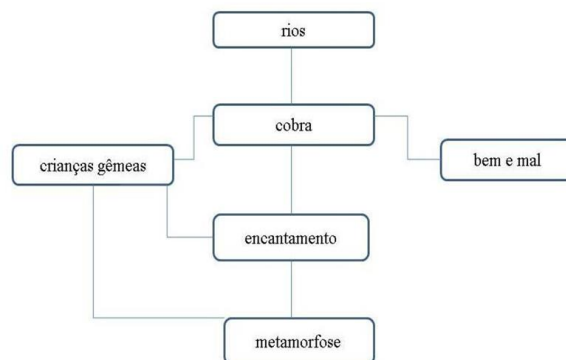 rios
cobra
crianças gêmeas
bem e mal
encantamento
metamorfose